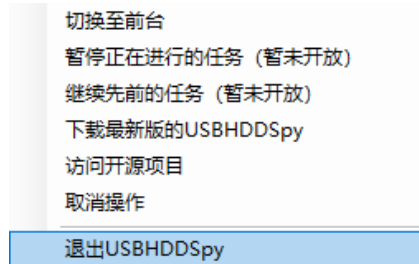 切换至前台
暂停正在进行的任务（暂未开放）
继续先前的任务（暂未开放）
下载最新版的USBHDDSpy
访问开源项目
取消操作
退出USBHDDSpy